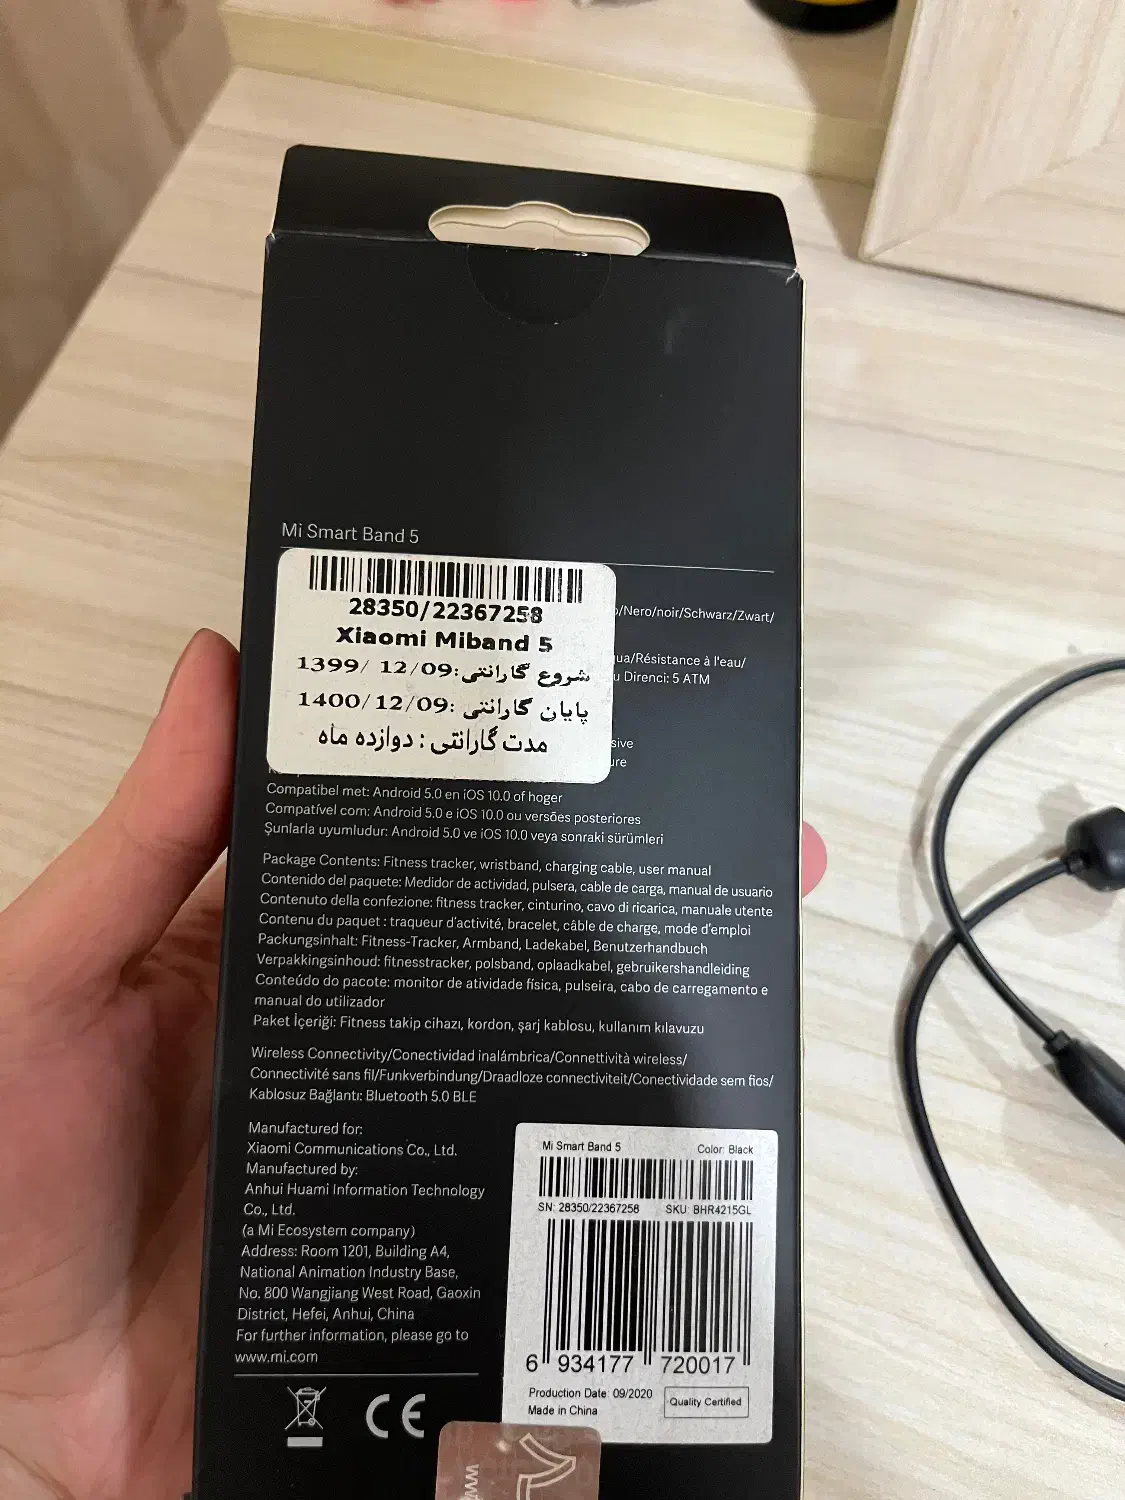 Mi Smart Band 5
28350/22367258
Xiaomi Miband 5
شروع گارانتی: 1399/ 12/09
پایان گارانتی: 1400/12/09
مدت گارانتی : دوازده ماه
/Nero/noir/Schwarz/Zwart/
/Résistance à l'eau/
Direnci: 5 ATM
Compatibel met: Android 5.0 en iOS 10.0 of hoger
Compatível com: Android 5.0 e iOS 10.0 ou versões posteriores
Şunlarla uyumludur: Android 5.0 ve iOS 10.0 veya sonraki sürümleri
Package Contents: Fitness tracker, wristband, charging cable, user manual
Contenido del paquete: Medidor de actividad, pulsera, cable de carga, manual de usuario
Contenuto della confezione: fitness tracker, cinturino, cavo di ricarica, manuale utente
Contenu du paquet : traqueur d'activité, bracelet, câble de charge, mode d'emploi
Packungsinhalt: Fitness-Tracker, Armband, Ladekabel, Benutzerhandbuch
Verpakkingsinhoud: fitnesstracker, polsband, oplaadkabel, gebruikershandleiding
Conteúdo do pacote: monitor de atividade física, pulseira, cabo de carregamento e
manual do utilizador
Paket İçeriği: Fitness takip cihazı, kordon, şarj kablosu, kullanım kılavuzu
Wireless Connectivity/Conectividad inalámbrica/Connettività wireless/
Connectivité sans fil/Funkverbindung/Draadloze connectiviteit/Conectividade sem fios/
Kablosuz Bağlantı: Bluetooth 5.0 BLE
Manufactured for:
Xiaomi Communications Co., Ltd.
Manufactured by:
Anhui Huami Information Technology
Co., Ltd.
(a Mi Ecosystem company)
Address: Room 1201, Building A4,
National Animation Industry Base,
No. 800 Wangjiang West Road, Gaoxin
District, Hefei, Anhui, China
For further information, please go to
www.mi.com
CE
Mi Smart Band 5 Color: Black
SN: 28350/22367258 SKU: BHR4215GL
6 934177 720017
Production Date: 09/2020
Made in China
Quality Certified